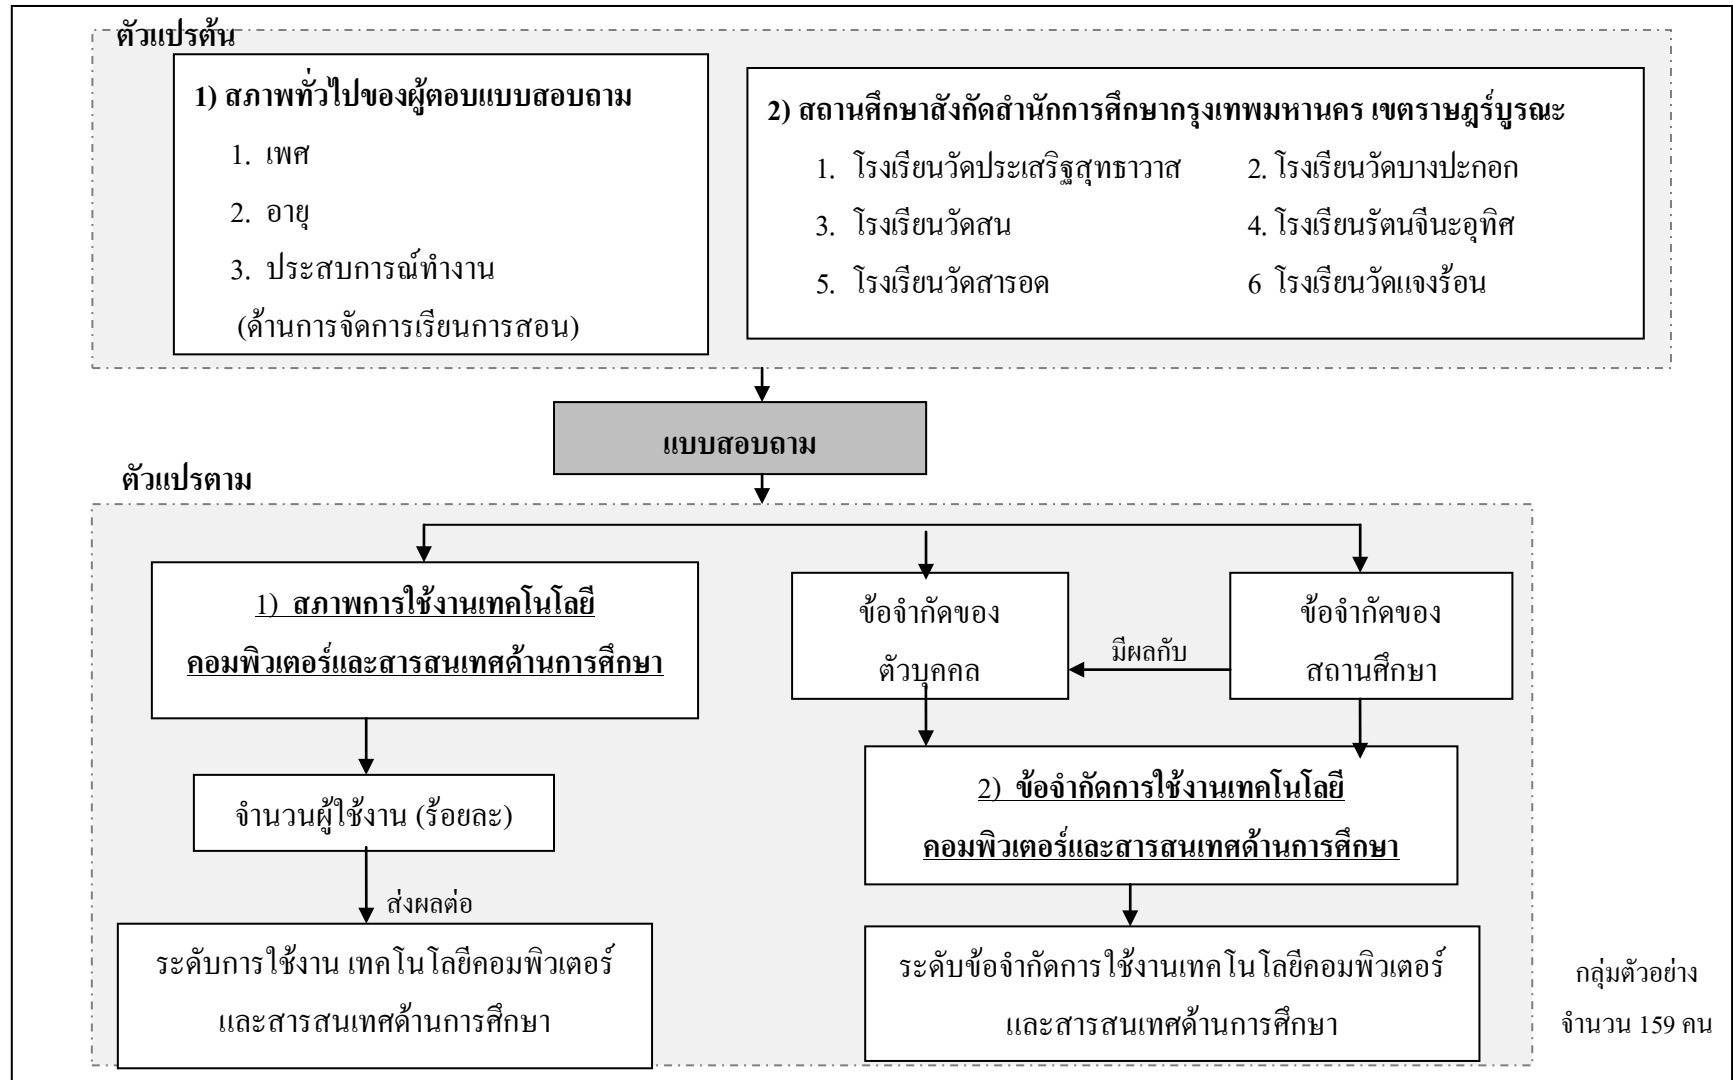 ตัวแปรต้น
1) สภาพทั่วไปของผู้ตอบแบบสอบถาม
1. เพศ
2. อายุ
3. ประสบการณ์ทำงาน
(ด้านการจัดการเรียนการสอน)
2) สถานศึกษาสังกัดสำนักการศึกษากรุงเทพมหานคร เขตราษฎร์บูรณะ
1. โรงเรียนวัดประเสริฐสุทธาวาส 2. โรงเรียนวัดบางปะกอก
3. โรงเรียนวัดสน 4. โรงเรียนรัตนจีนะอุทิศ
5. โรงเรียนวัดสารอด 6 โรงเรียนวัดแจงร้อน
แบบสอบถาม
ตัวแปรตาม
1) สภาพการใช้งานเทคโนโลยี
คอมพิวเตอร์และสารสนเทศด้านการศึกษา
ข้อจำกัดของ
ตัวบุคคล
มีผลกับ
ข้อจำกัดของ
สถานศึกษา
จำนวนผู้ใช้งาน (ร้อยละ)
2) ข้อจำกัดการใช้งานเทคโนโลยี
คอมพิวเตอร์และสารสนเทศด้านการศึกษา
ส่งผลต่อ
ระดับการใช้งาน เทคโนโลยีคอมพิวเตอร์
และสารสนเทศด้านการศึกษา
ระดับข้อจำกัดการใช้งานเทคโนโลยีคอมพิวเตอร์
และสารสนเทศด้านการศึกษา
กลุ่มตัวอย่าง
จำนวน 159 คน